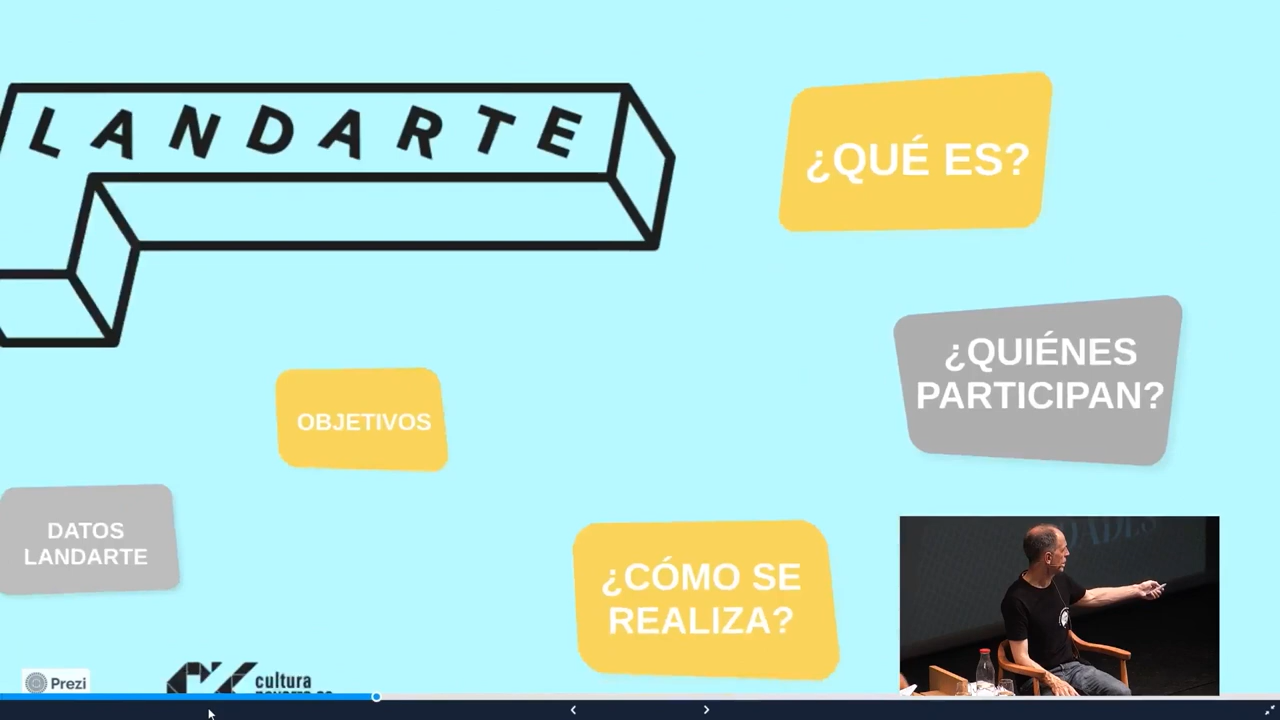 LANDARTE
¿QUÉ ES?
¿QUIÉNES
PARTICIPAN?
OBJETIVOS
DATOS
LANDARTE
¿CÓMO SE
REALIZA?
Prezi
cultura